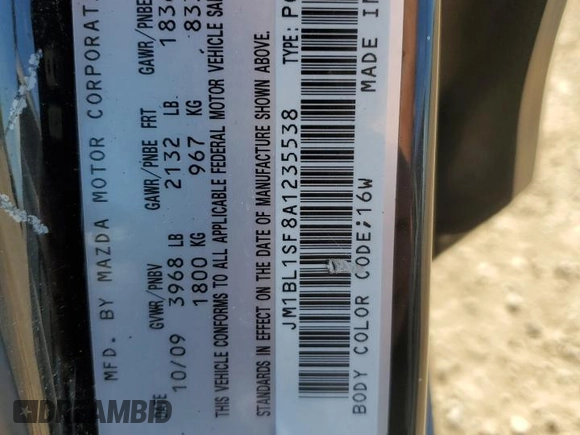 MFD. BY MAZDA MOTOR CORPORAT
GVWR/PNBV
GAWR/PNBE FRT
GAWR/PNBE
10/09
3968 LB
2132 LB
1800 KG
967 KG
THIS VEHICLE CONFORMS TO ALL APPLICABLE FEDERAL MOTOR VEHICLE SA
STANDARDS IN EFFECT ON THE DATE OF MANUFACTURE SHOWN ABOVE.
JM1BL1SF8A1235538
TYPE:
BODY COLOR CODE;16W
MADE IN
DREAMBID